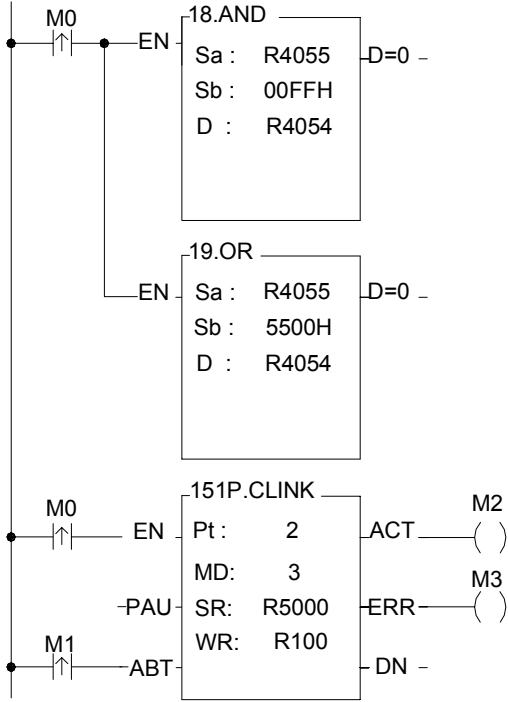 M0
EN
18.AND
Sa : R4055
D=0
Sb : 00FFH
D : R4054
19.OR
EN
Sa : R4055
D=0
Sb : 5500H
D : R4054
M0
EN
151P.CLINK
Pt : 2
ACT
M2
MD: 3
PAU
SR: R5000
ERR
M3
WR: R100
M1
ABT
DN